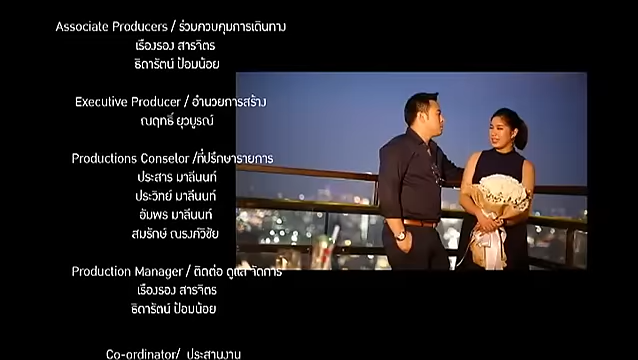 Associate Producers / ร่วมควบคุมการเดินทาง
เรืองรอง สารจิตร
ธิดารัตน์ ป้อมน้อย
Executive Producer / อำนวยการสร้าง
ณฤทธิ์ ยุวบูรณ์
Productions Conselor /ที่ปรึกษารายการ
ประสาร มาลีนนท์
ประวิทย์ มาลีนนท์
อัมพร มาลีนนท์
สมรักษ์ ณรงค์วิชัย
Production Manager / ติดต่อ ดูแล จัดการ
เรืองรอง สารจิตร
ธิดารัตน์ ป้อมน้อย
Co-ordinator/ ประสานงาน